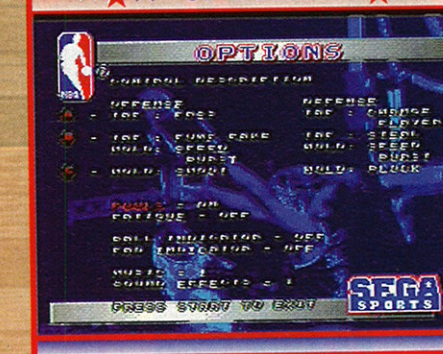 OPTIONS
NBA
CONTROL DESCRIPTION
OFFENSE DEFENSE
A - TAP : PASS TAP : CHANGE
PLAYER
B - TAP : PUMP FAKE TAP : STEAL
HOLD: SPEED HOLD: SPEED
BURST BURST
C - HOLD: SHOOT HOLD: BLOCK
FOULS - ON
FATIGUE - OFF
BALL INDICATOR - OFF
PAD INDICATOR - OFF
MUSIC - 1
SOUND EFFECTS - 1
PRESS START TO EXIT
SEGA
SPORTS